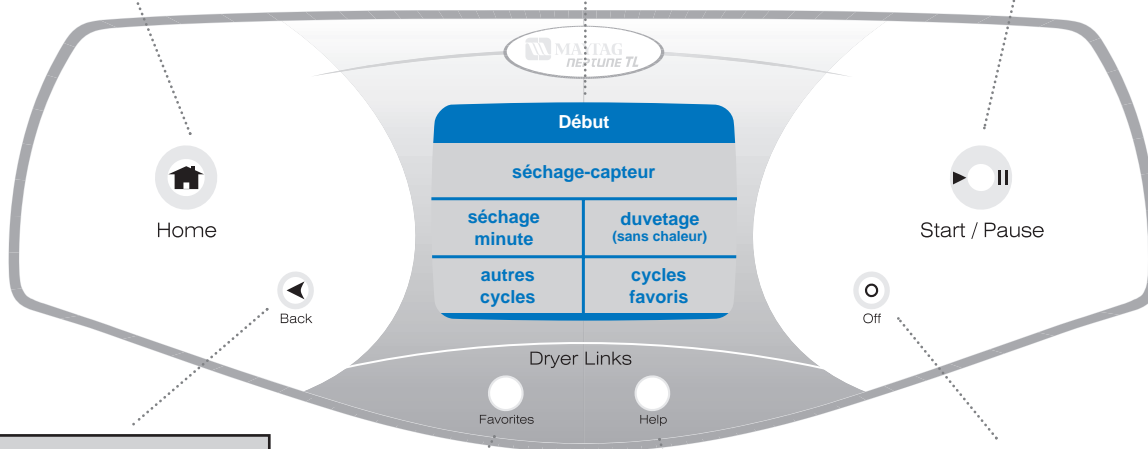 MAYTAG
NEPTUNE TL
Début
séchage-capteur
séchage
minute
duvetage
(sans chaleur)
autres
cycles
cycles
favoris
Home
Start / Pause
Back
Off
Dryer Links
Favorites
Help